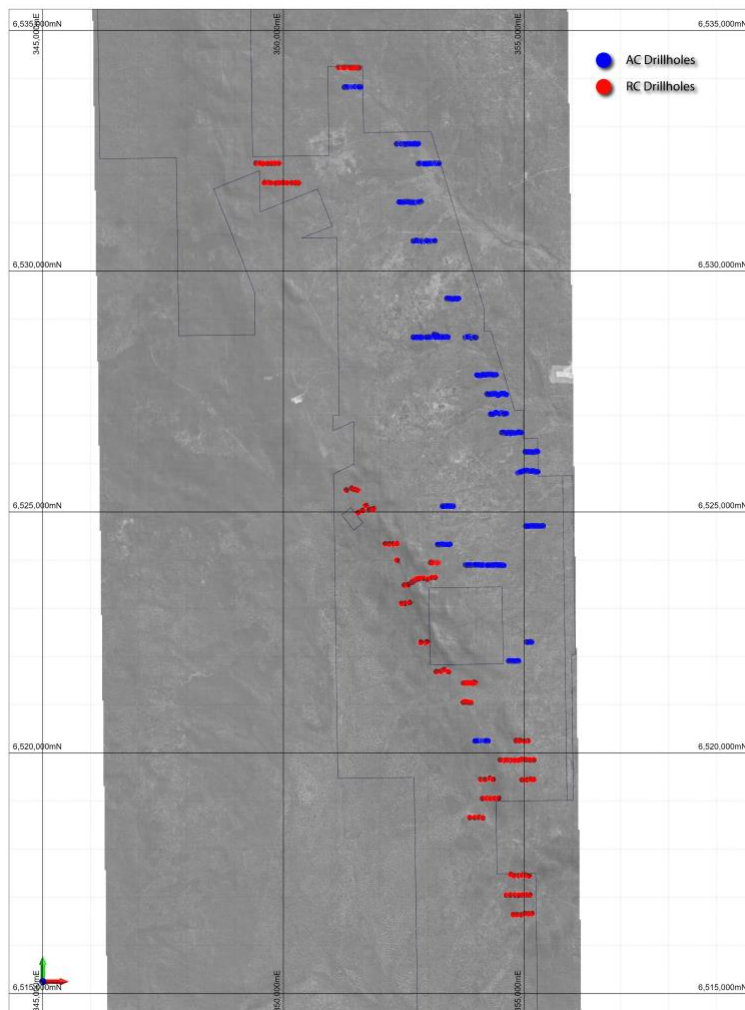 345,000mE
350,000mE
355,000mE
6,535,000mN
6,535,000mN
AC Drillholes
RC Drillholes
6,530,000mN
6,530,000mN
6,525,000mN
6,525,000mN
6,520,000mN
6,520,000mN
6,515,000mN
6,515,000mN
345,000mE
350,000mE
355,000mE